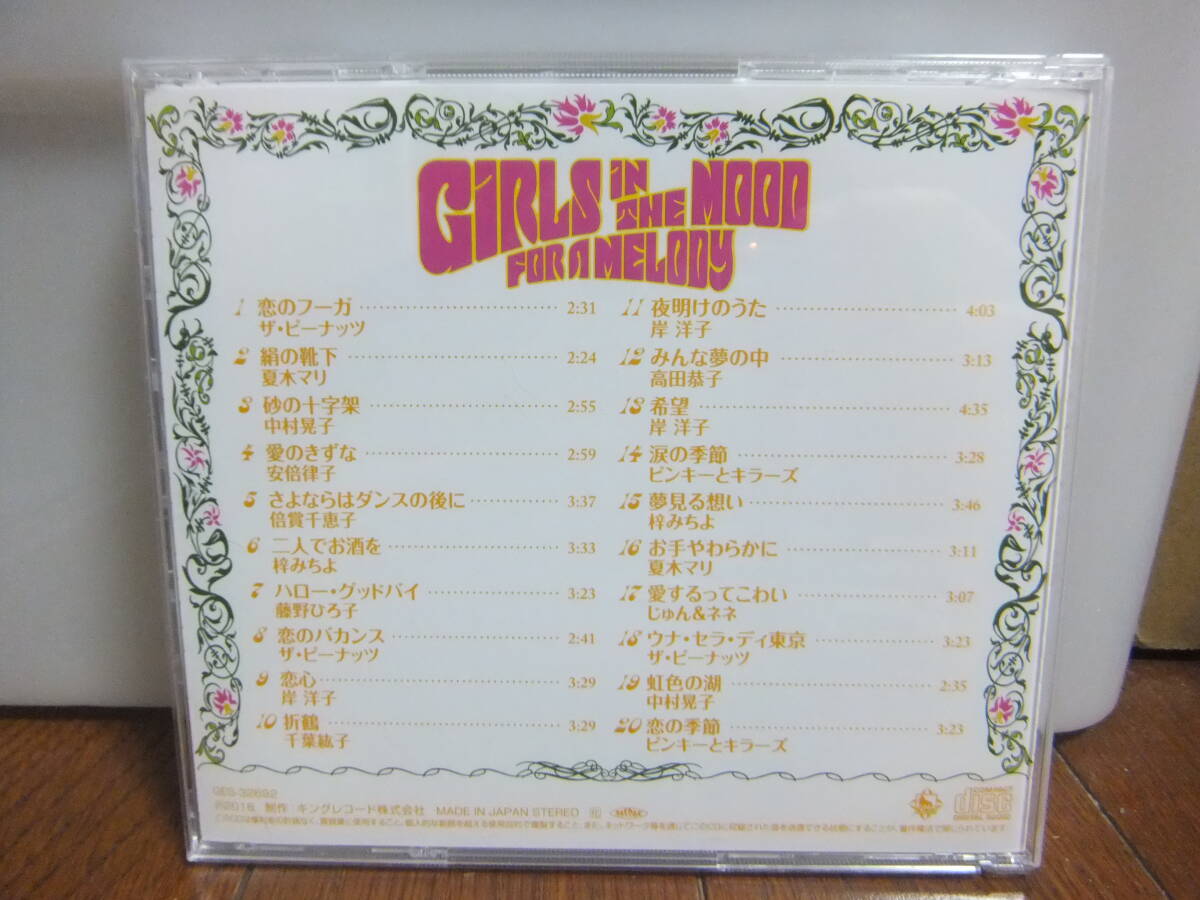 GIRLS IN THE MOOD
FOR A MELODY
1 恋のフーガ 2:31
ザ・ピーナッツ
2 絹の靴下 2:24
夏木マリ
3 砂の十字架 2:55
中村晃子
4 愛のきずな 2:59
安倍律子
5 さよならはダンスの後に 3:37
倍賞千恵子
6 二人でお酒を 3:33
梓みちよ
7 ハロー・グッドバイ 3:23
藤野ひろ子
8 恋のバカンス 2:41
ザ・ピーナッツ
9 恋心 3:29
岸 洋子
10 折鶴 3:29
千葉紘子
11 夜明けのうた 4:03
岸 洋子
12 みんな夢の中 3:13
高田恭子
13 希望 4:35
岸 洋子
14 涙の季節 3:28
ピンキーとキラーズ
15 夢見る想い 3:46
梓みちよ
16 お手やわらかに 3:11
夏木マリ
17 愛するってこわい 3:07
じゅん&ネネ
18 ウナ・セラ・ディ東京 3:23
ザ・ピーナッツ
19 虹色の湖 2:35
中村晃子
20 恋の季節 3:23
ピンキーとキラーズ
制作 キングレコード株式会社 MADE IN JAPAN STEREO
COMPACT
disc
DIGITAL AUDIO